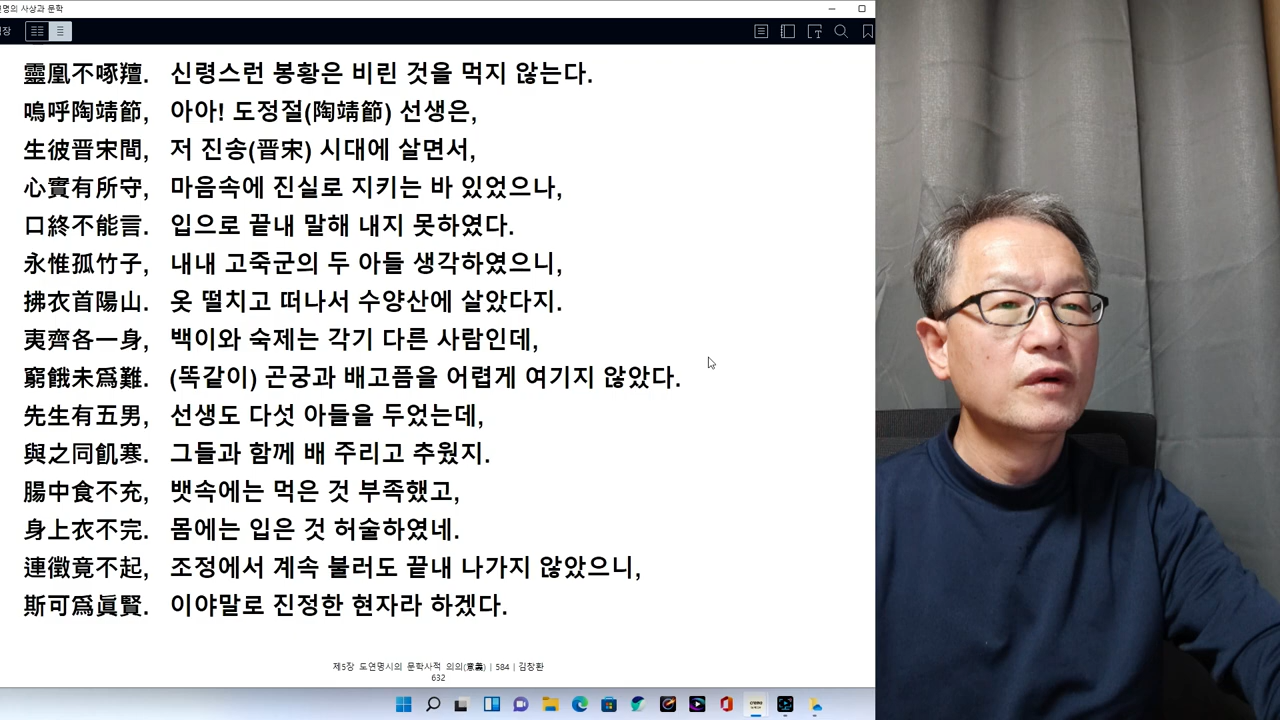 명의 사상과 문학
장
靈凰不啄羶. 신령스런 봉황은 비린 것을 먹지 않는다.
嗚呼陶靖節, 아아! 도정절(陶靖節) 선생은,
生彼晋宋間, 저 진송(晋宋) 시대에 살면서,
心實有所守, 마음속에 진실로 지키는 바 있었으나,
口終不能言. 입으로 끝내 말해 내지 못하였다.
永惟孤竹子, 내내 고죽군의 두 아들 생각하였으니,
拂衣首陽山. 옷 떨치고 떠나서 수양산에 살았다지.
夷齊各一身, 백이와 숙제는 각기 다른 사람인데,
窮餓未爲難. (똑같이) 곤궁과 배고픔을 어렵게 여기지 않았다.
先生有五男, 선생도 다섯 아들을 두었는데,
與之同飢寒. 그들과 함께 배 주리고 추웠지.
腸中食不充, 뱃속에는 먹은 것 부족했고,
身上衣不完. 몸에는 입은 것 허술하였네.
連徵竟不起, 조정에서 계속 불러도 끝내 나가지 않았으니,
斯可爲眞賢. 이야말로 진정한 현자라 하겠다.
제5장 도연명시의 문학사적 의의(意義) | 584 | 김창환
632